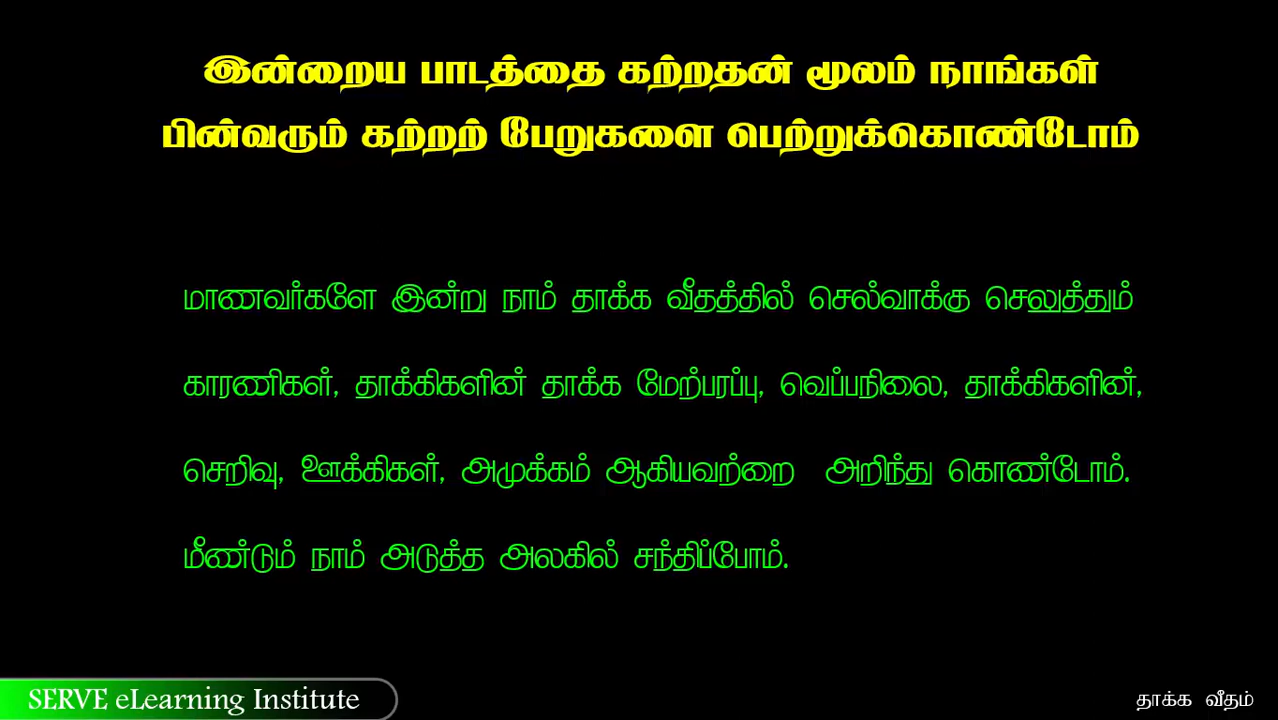 இன்றைய பாடத்தை கற்றதன் மூலம் நாங்கள்
பின்வரும் கற்றற் பேறுகளை பெற்றுக்கொண்டோம்
மாணவர்களே இன்று நாம் தாக்க வீதத்தில் செல்வாக்கு செலுத்தும்
காரணிகள், தாக்கிகளின் தாக்க மேற்பரப்பு, வெப்பநிலை, தாக்கிகளின்,
செறிவு, ஊக்கிகள், அமுக்கம் ஆகியவற்றை அறிந்து கொண்டோம்.
மீண்டும் நாம் அடுத்த அலகில் சந்திப்போம்.
SERVE eLearning Institute
தாக்க வீதம்